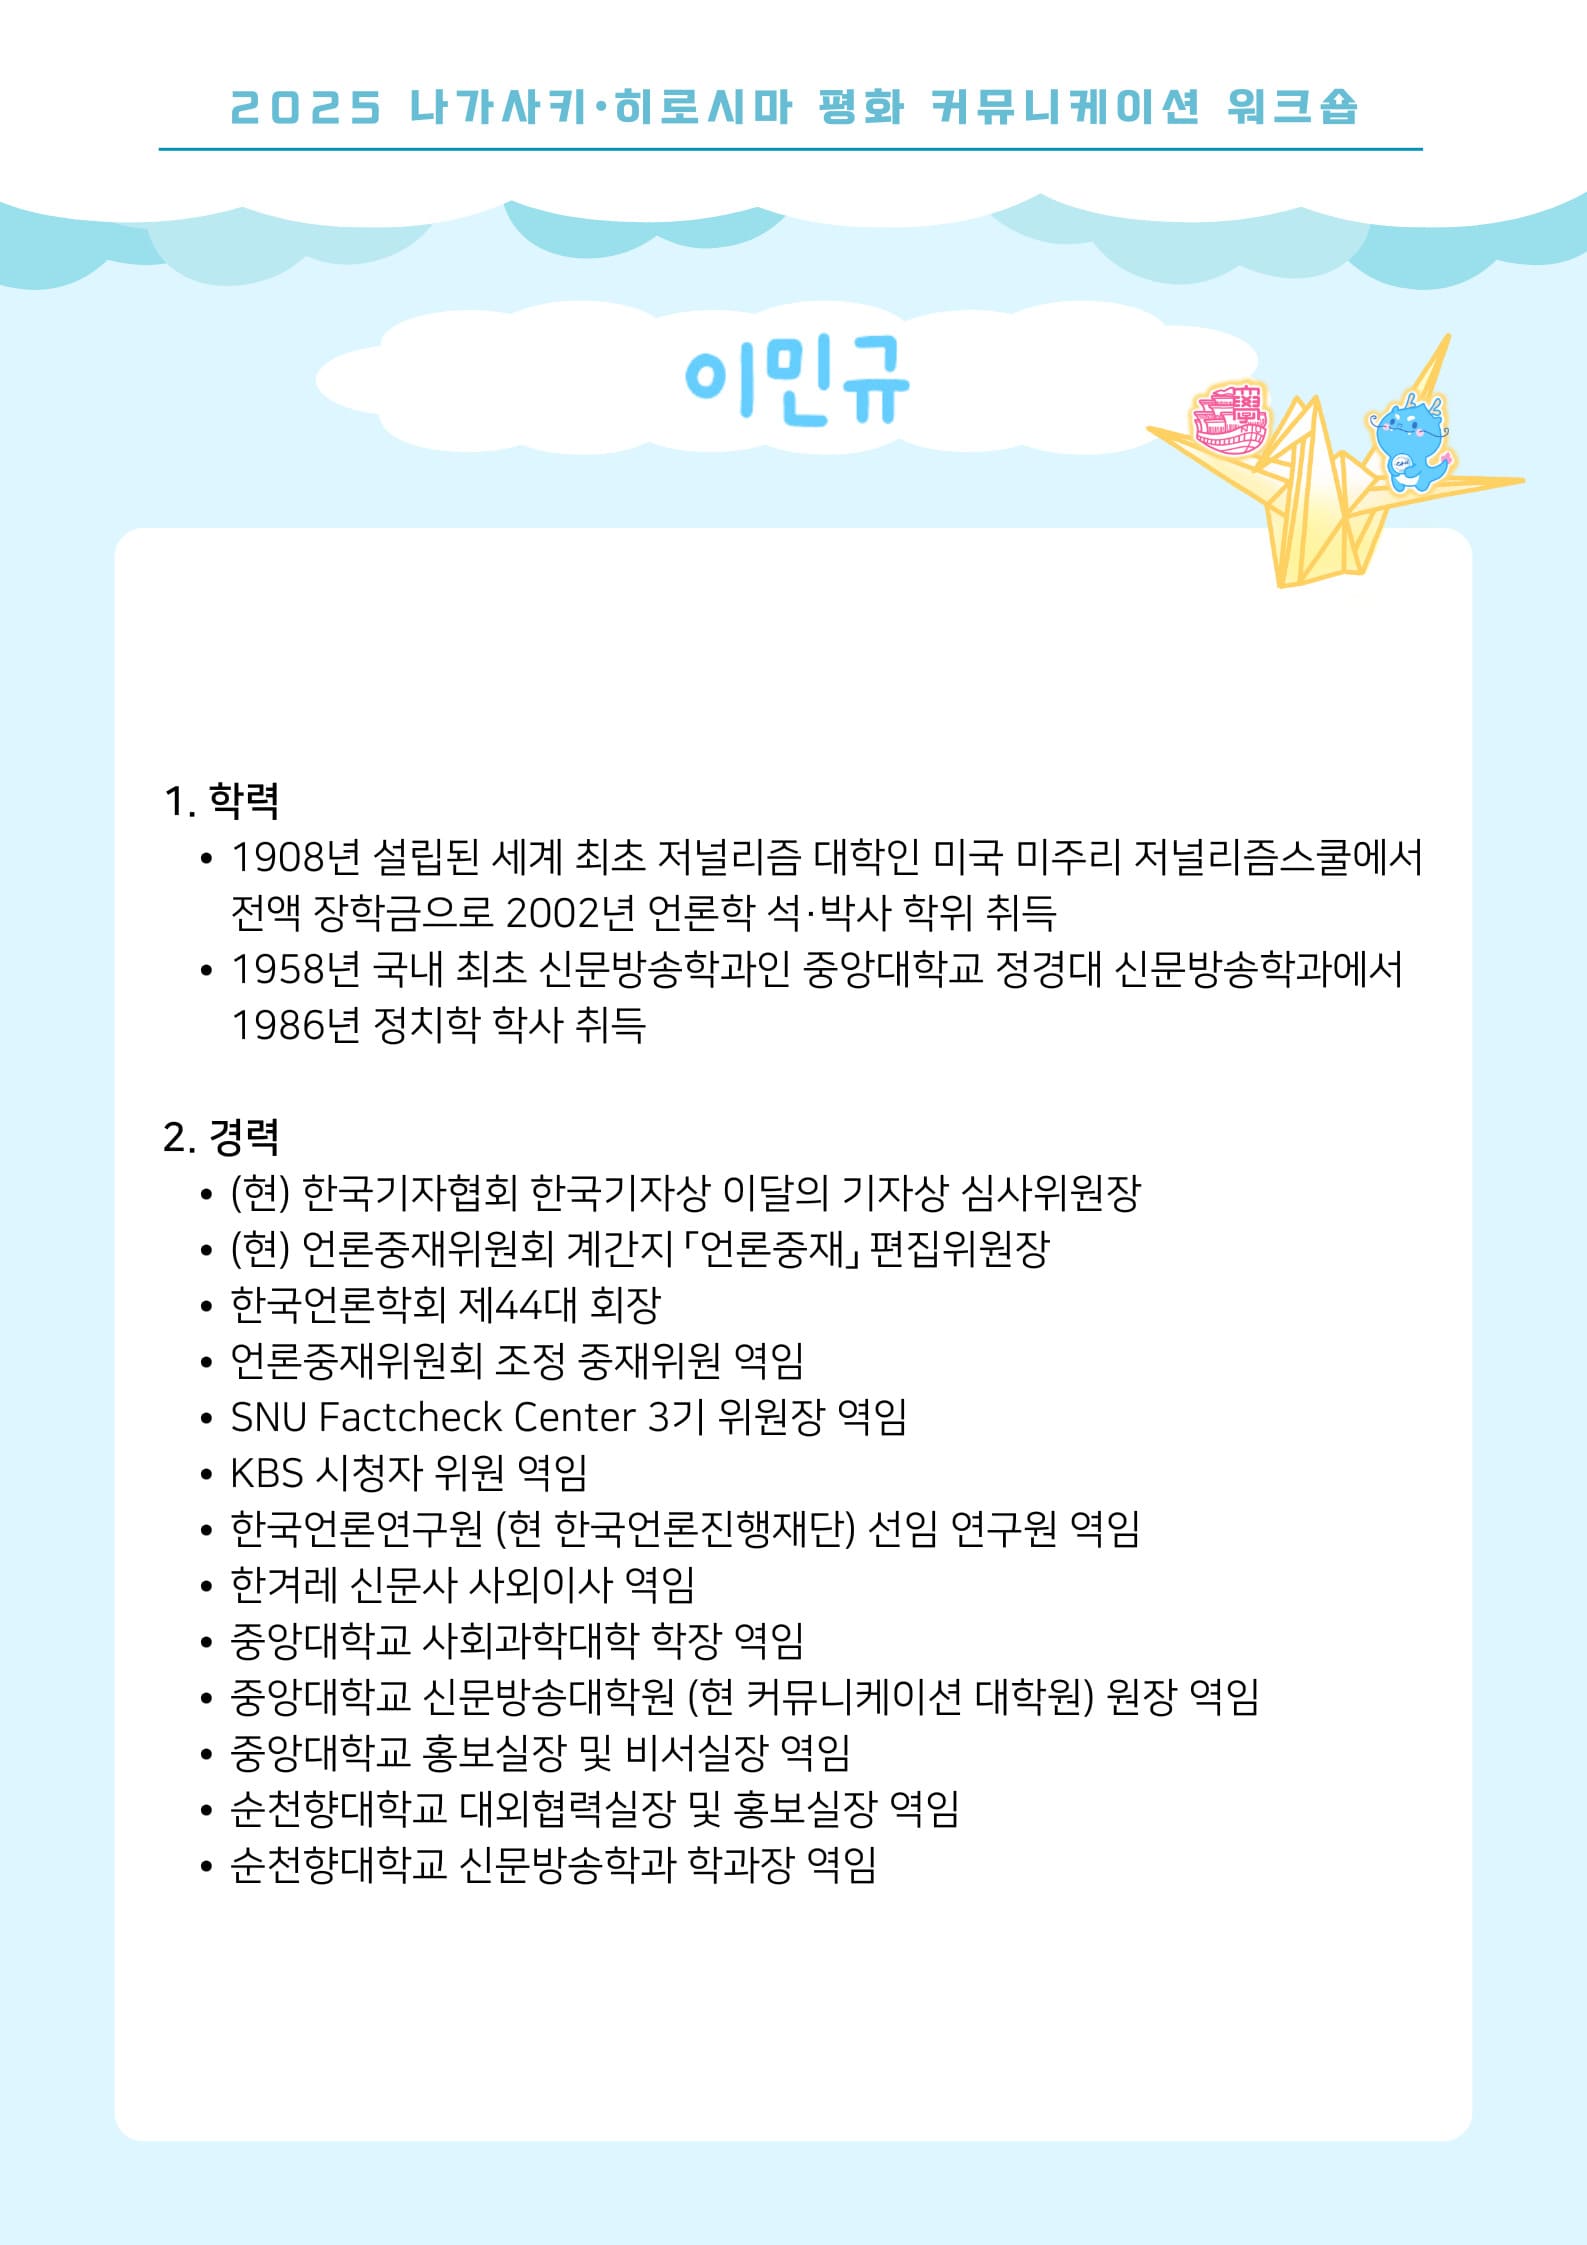 2025 나가사키·히로시마 평화 커뮤니케이션 워크숍
이민규
1. 학력
• 1908년 설립된 세계 최초 저널리즘 대학인 미국 미주리 저널리즘스쿨에서
전액 장학금으로 2002년 언론학 석·박사 학위 취득
• 1958년 국내 최초 신문방송학과인 중앙대학교 정경대 신문방송학과에서
1986년 정치학 학사 취득
2. 경력
• (현) 한국기자협회 한국기자상 이달의 기자상 심사위원장
• (현) 언론중재위원회 계간지 「언론중재」 편집위원장
• 한국언론학회 제44대 회장
• 언론중재위원회 조정 중재위원 역임
• SNU Factcheck Center 3기 위원장 역임
• KBS 시청자 위원 역임
• 한국언론연구원 (현 한국언론진행재단) 선임 연구원 역임
• 한겨레 신문사 사외이사 역임
• 중앙대학교 사회과학대학 학장 역임
• 중앙대학교 신문방송대학원 (현 커뮤니케이션 대학원) 원장 역임
• 중앙대학교 홍보실장 및 비서실장 역임
• 순천향대학교 대외협력실장 및 홍보실장 역임
• 순천향대학교 신문방송학과 학과장 역임